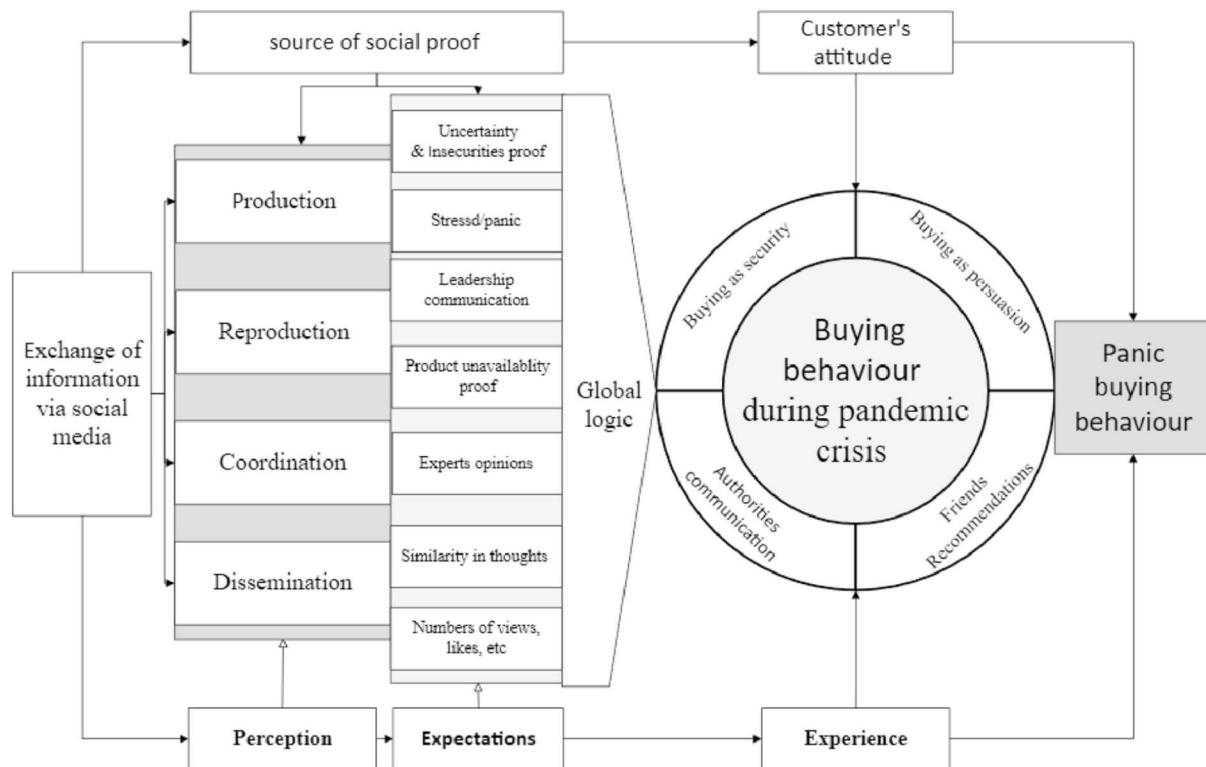 source of social proof
Customer's
attitude
Uncertainty
& Insecurities proof
Production
Stressd/panic
Leadership
communication
Reproduction
Exchange of
information
via social
media
Product unavailablity
proof
Global
logic
Coordination
Experts opinions
Similarity in thoughts
Dissemination
Numbers of views,
likes, etc
Buying as security
Buying as persuasion
Buying
behaviour
during pandemic
crisis
Authorities
communication
Friends
Recommendations
Panic
buying
behaviour
Perception
Expectations
Experience